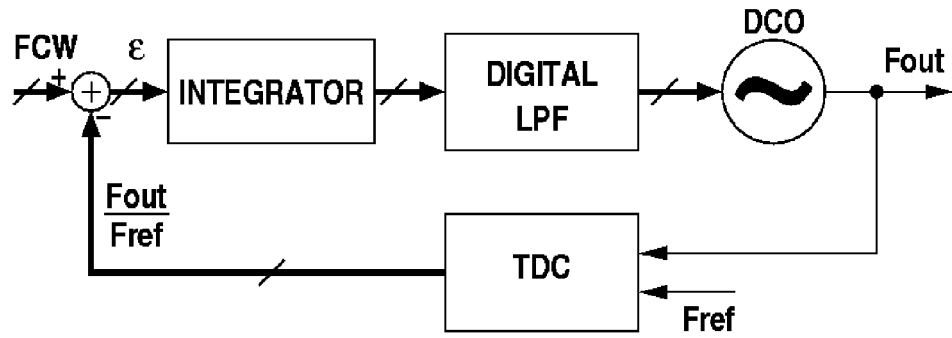 DCO
FCW
+
ε
+
−
INTEGRATOR
DIGITAL
LPF
Fout
Fout
Fref
TDC
Fref